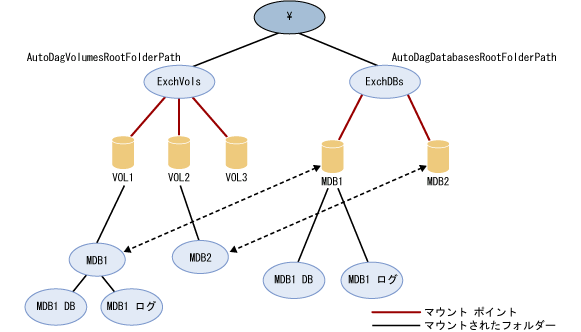 ¥
AutoDagVolumesRootFolderPath
AutoDagDatabasesRootFolderPath
ExchVols
ExchDBs
VOL1
VOL2
VOL3
MDB1
MDB2
MDB1
MDB2
MDB1 DB
MDB1 ログ
MDB1 DB
MDB1 ログ
マウント ポイント
マウントされたフォルダー